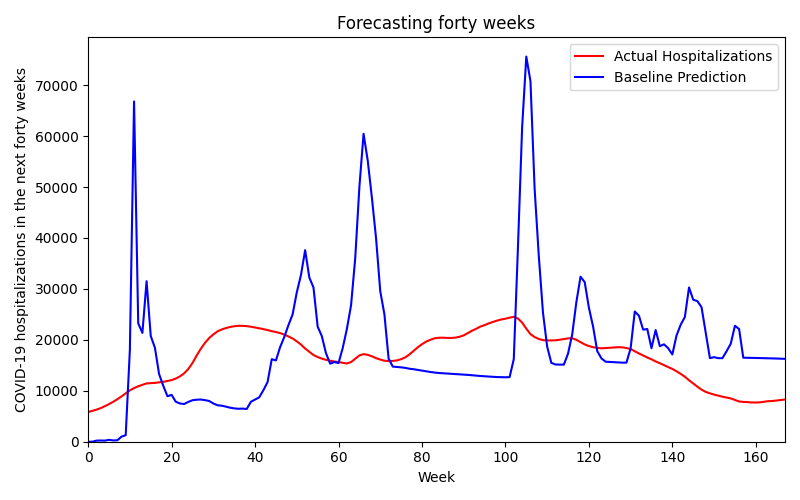 Forecasting forty weeks
Actual Hospitalizations
Baseline Prediction
COVID-19 hospitalizations in the next forty weeks
70000
60000
50000
40000
30000
20000
10000
0
0 20 40 60 80 100 120 140 160
Week